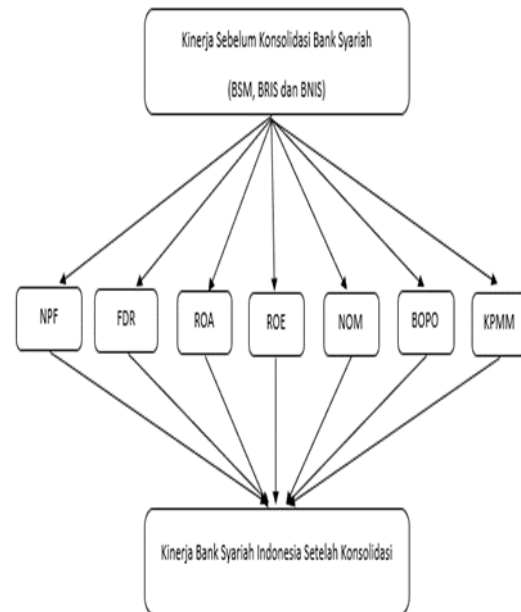 Kinerja Sebelum Konsolidasi Bank Syariah
(BSM, BRIS dan BNIS)
NPF
FDR
ROA
ROE
NOM
BOPO
KPMM
Kinerja Bank Syariah Indonesia Setelah Konsolidasi